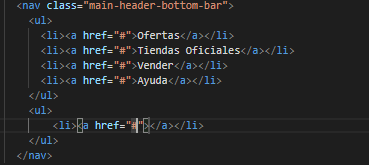 <nav class="main-header-bottom-bar">
<ul>
<li><a href="#">Ofertas</a></li>
<li><a href="#">Tiendas Oficiales</a></li>
<li><a href="#">Vender</a></li>
<li><a href="#">Ayuda</a></li>
</ul>
<ul>
<li><a href="#"></a></li>
</ul>
</nav>